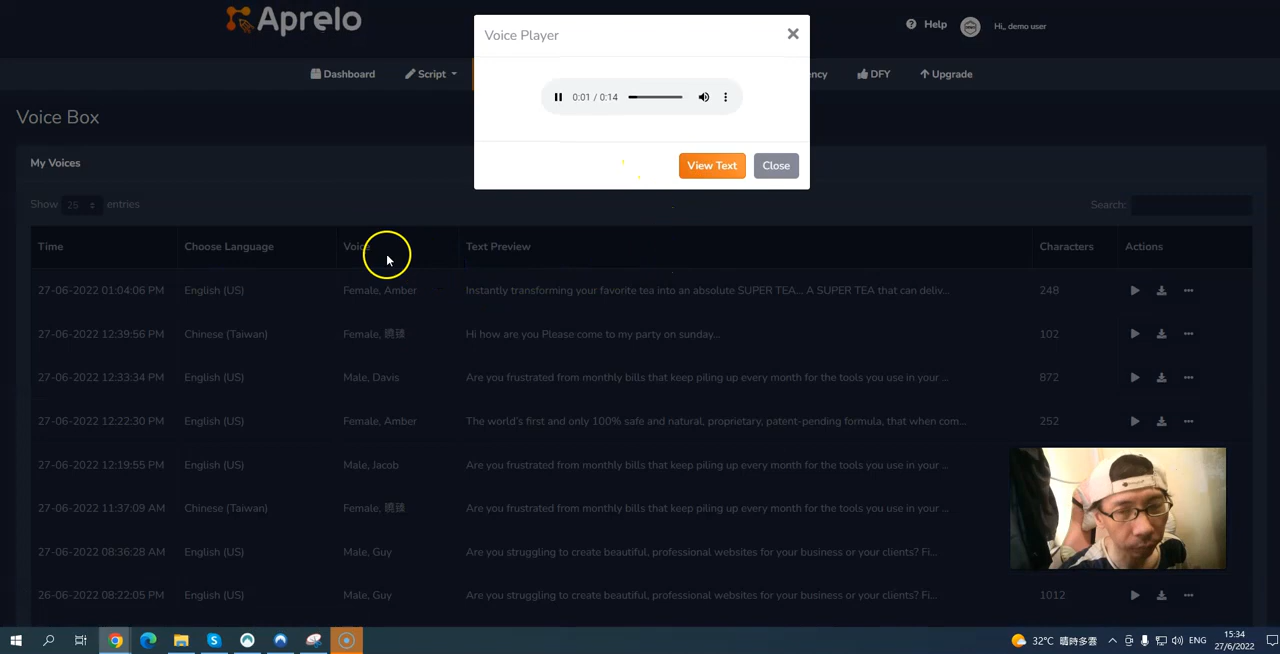 Aprelo
Voice Player
Help
Hi,, demo user
Dashboard
Script
ncy
DFY
Upgrade
0:01 / 0:14
Voice Box
My Voices
View Text
Close
Show 25 entries
Search:
Time Choose Language Voice Text Preview Characters Actions
27-06-2022 01:04:06 PM English (US) Female, Amber Instantly transforming your favorite tea into an absolute SUPER TEA... A SUPER TEA that can deliv... 248
27-06-2022 12:39:56 PM Chinese (Taiwan) Female, 曉臻 Hi how are you Please come to my party on sunday... 102
27-06-2022 12:33:34 PM English (US) Male, Davis Are you frustrated from monthly bills that keep piling up every month for the tools you use in your ... 872
27-06-2022 12:22:30 PM English (US) Female, Amber The world's first and only 100% safe and natural, proprietary, patent-pending formula, that when com... 252
27-06-2022 12:19:55 PM English (US) Male, Jacob Are you frustrated from monthly bills that keep piling up every month for the tools you use in your ...
27-06-2022 11:37:09 AM Chinese (Taiwan) Female, 曉臻 Are you frustrated from monthly bills that keep piling up every month for the tools you use in your ...
27-06-2022 08:36:28 AM English (US) Male, Guy Are you struggling to create beautiful, professional websites for your business or your clients? Fi...
26-06-2022 08:22:05 PM English (US) Male, Guy Are you struggling to create beautiful, professional websites for your business or your clients? Fi... 1012
32°C 晴時多雲
ENG
15:34
27/6/2022